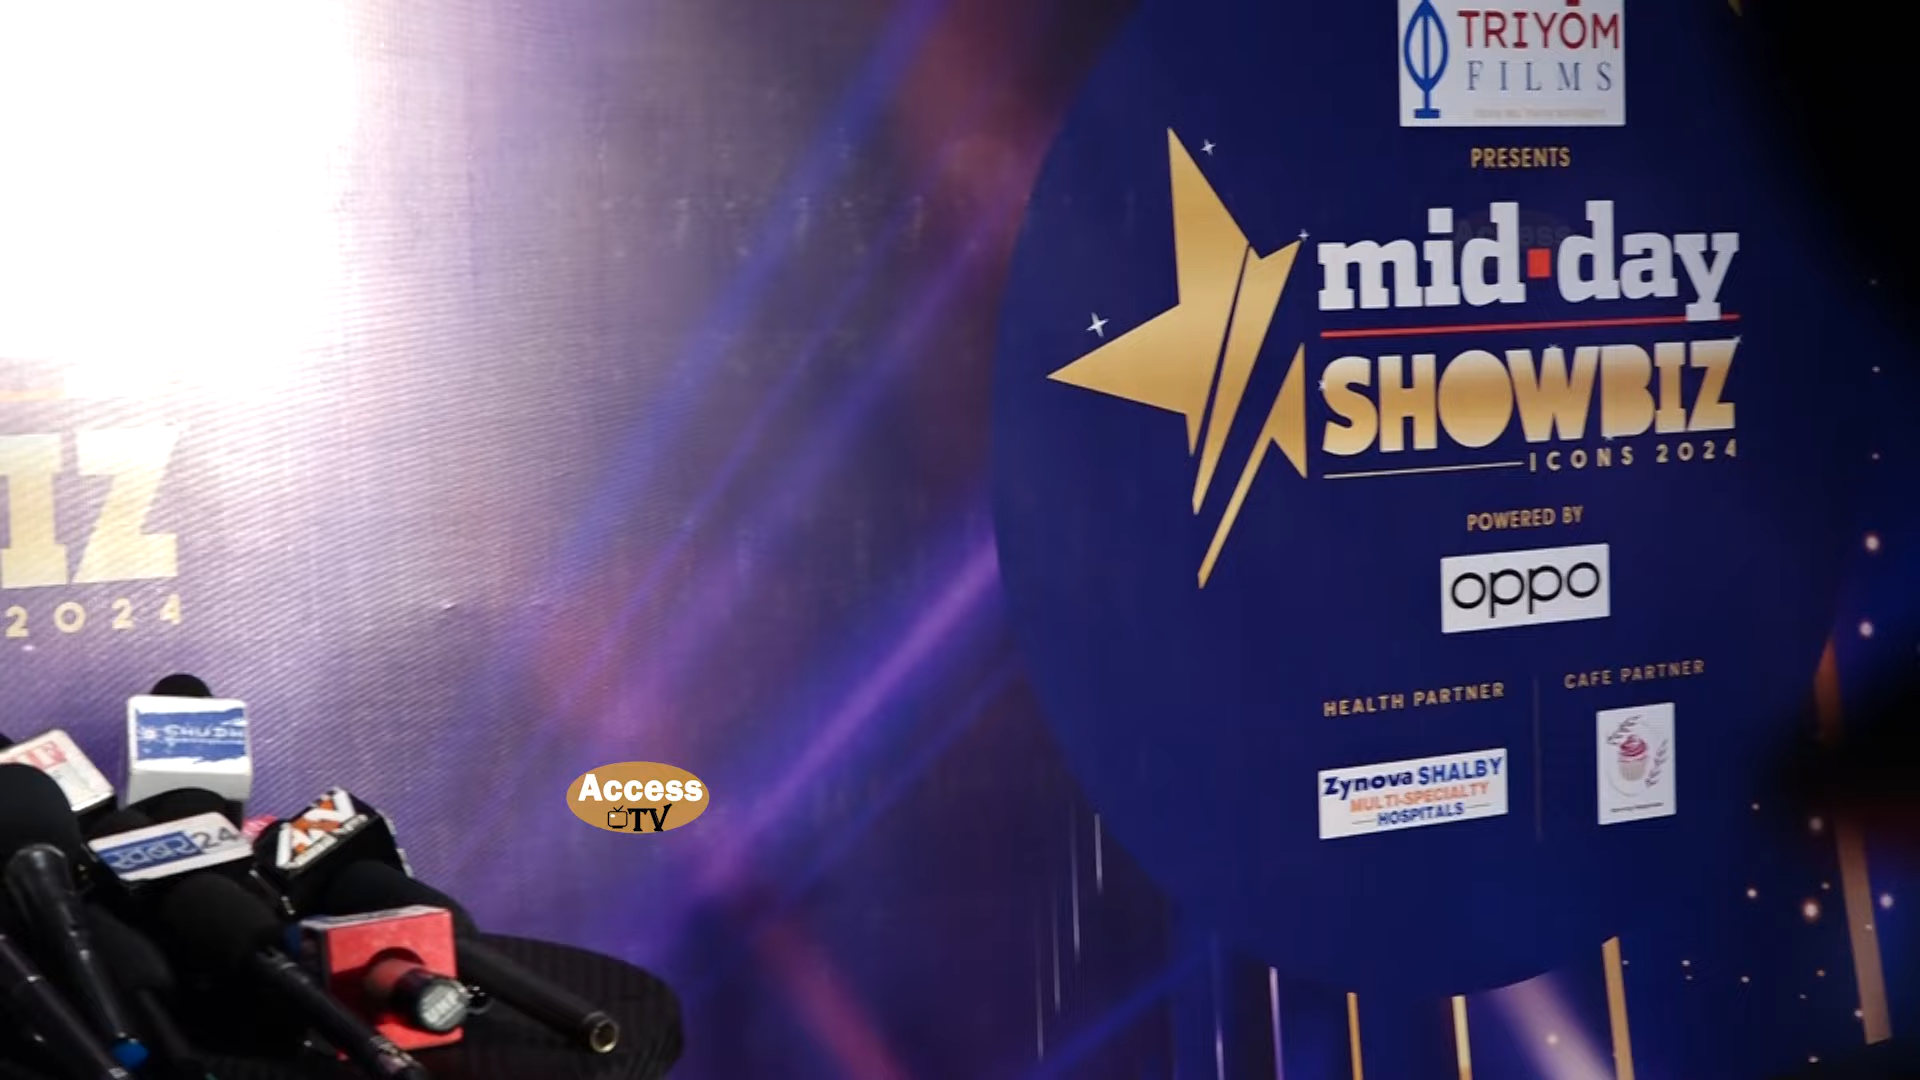 TRIYOM
FILMS
PRESENTS
mid-day
SHOWBIZ
ICONS 2024
POWERED BY
oppo
HEALTH PARTNER
CAFE PARTNER
Zynova SHALBY
MULTI-SPECIALTY
HOSPITALS
IZ
2024
खबर 24
Access
TV